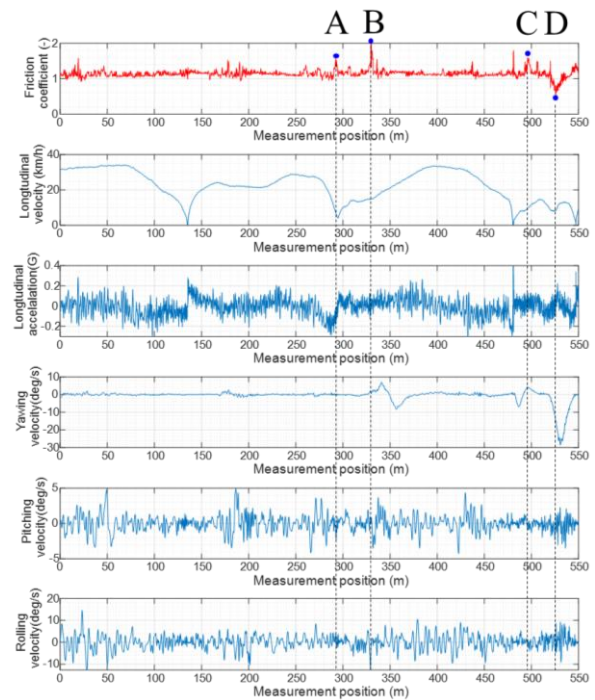 A B C D
Friction
coefficient (-)
2
1
0
0 50 100 150 200 250 300 350 400 450 500 550
Measurement position (m)
Longitudinal
velocity (km/h)
40
20
0
0 50 100 150 200 250 300 350 400 450 500 550
Measurement position (m)
Longtudinal
accelalation(G)
0.4
0.2
0
-0.2
0 50 100 150 200 250 300 350 400 450 500 550
Measurement position (m)
Yawing
velocity(deg/s)
10
0
-10
-20
-30
0 50 100 150 200 250 300 350 400 450 500 550
Measurement position (m)
Pitching
velocity(deg/s)
5
0
-5
0 50 100 150 200 250 300 350 400 450 500 550
Measurement position (m)
Rolling
velocity(deg/s)
20
10
0
-10
0 50 100 150 200 250 300 350 400 450 500 550
Measurement position (m)